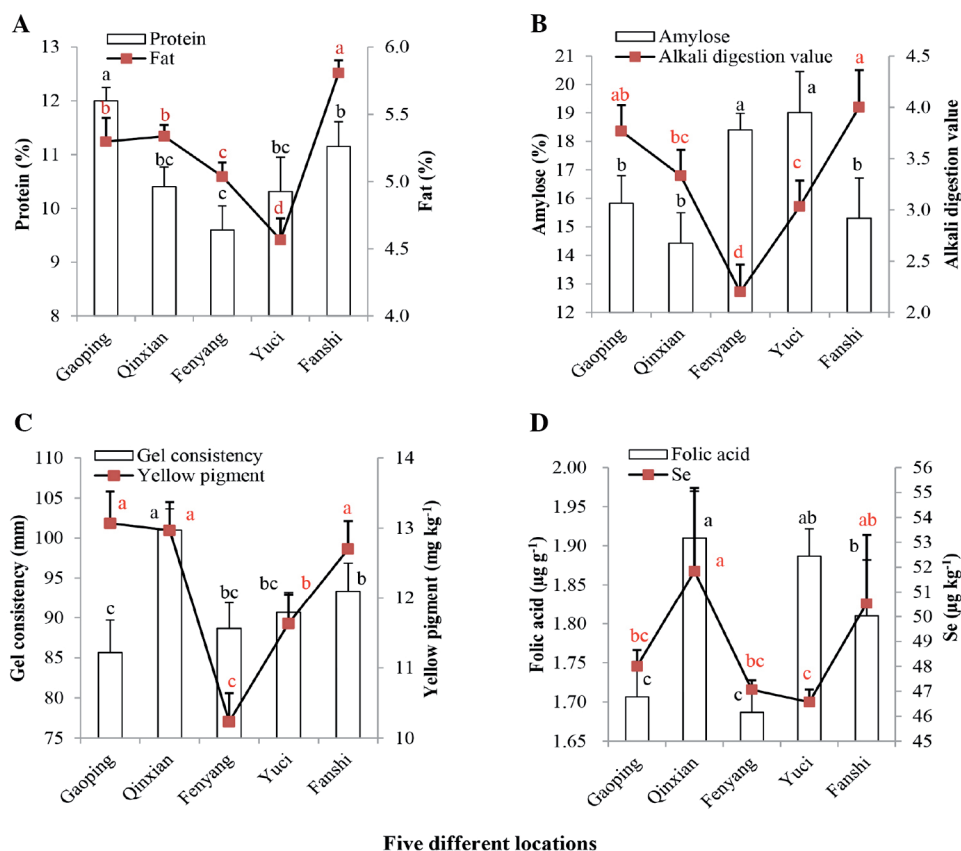 A
Protein
Fat
13
12
11
10
9
8
Protein (%)
6.0
5.5
5.0
4.5
4.0
Fat (%)
a
b
b
bc
c
c
bc
d
a
b
Gaoping
Qinxian
Fenyang
Yuci
Fanshi
B
Amylose
Alkali digestion value
21
20
19
18
17
16
15
14
13
12
Amylose (%)
4.5
4.0
3.5
3.0
2.5
2.0
Alkali digestion value
ab
b
bc
b
a
d
a
c
a
b
Gaoping
Qinxian
Fenyang
Yuci
Fanshi
C
Gel consistency
Yellow pigment
110
105
100
95
90
85
80
75
Gel consistency (mm)
14
13
12
11
10
Yellow pigment (mg kg⁻¹)
a
c
a
a
bc
c
bc
b
a
b
Gaoping
Qinxian
Fenyang
Yuci
Fanshi
D
Folic acid
Se
2.00
1.95
1.90
1.85
1.80
1.75
1.70
1.65
Folic acid (µg g⁻¹)
56
55
53
52
51
50
48
47
46
45
Se (µg kg⁻¹)
bc
c
a
a
bc
c
ab
c
ab
b
Gaoping
Qinxian
Fenyang
Yuci
Fanshi
Five different locations